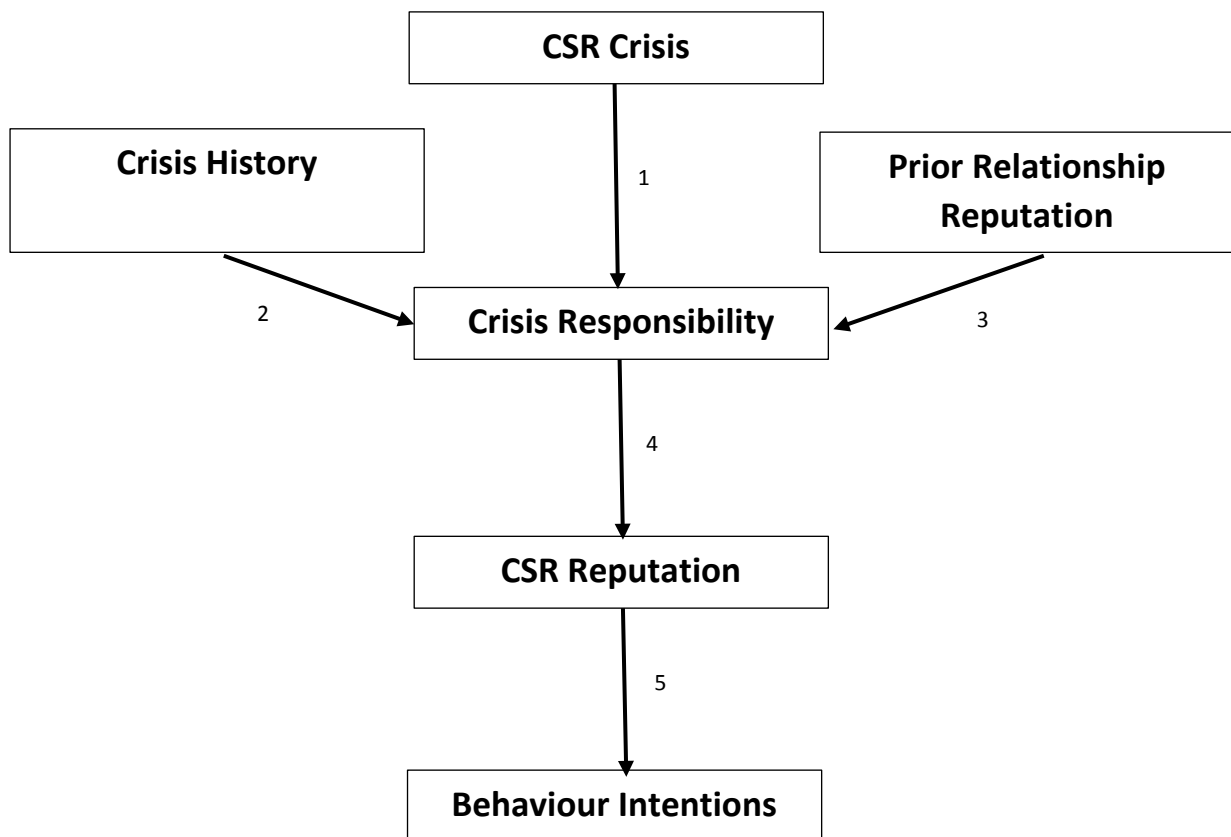 CSR Crisis
Crisis History
Prior Relationship
Reputation
1
2
Crisis Responsibility
3
4
CSR Reputation
5
Behaviour Intentions